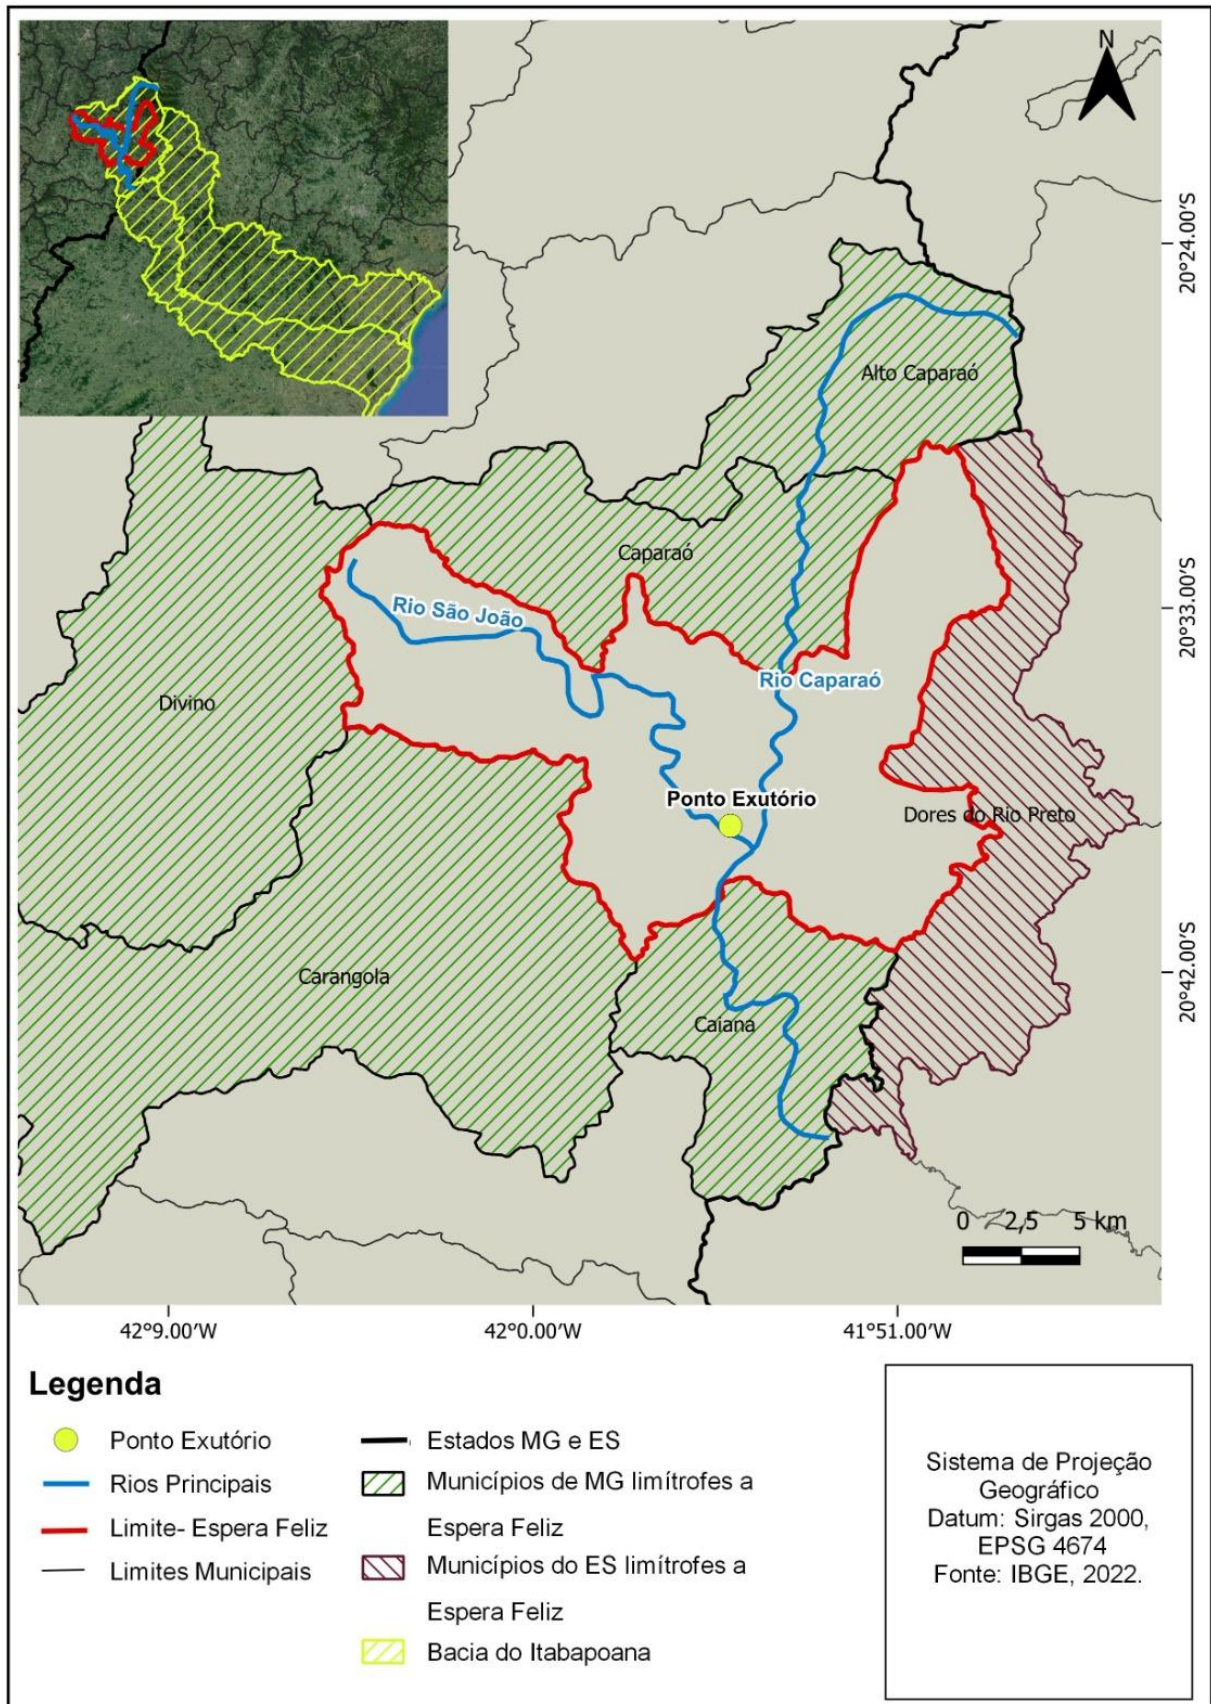 N
20°24.00'S
Alto Caparaó
Caparaó
Rio São João
20°33.00'S
Rio Caparaó
Divino
Ponto Exutório
Dores do Rio Preto
Carangola
20°42.00'S
Caiana
0 2,5 5 km
42°9.00'W 42°0.00'W 41°51.00'W
Legenda
Ponto Exutório
Rios Principais
Limite- Espera Feliz
Limites Municipais
Estados MG e ES
Municípios de MG limítrofes a
Espera Feliz
Municípios do ES limítrofes a
Espera Feliz
Bacia do Itabapoana
Sistema de Projeção
Geográfico
Datum: Sirgas 2000,
EPSG 4674
Fonte: IBGE, 2022.